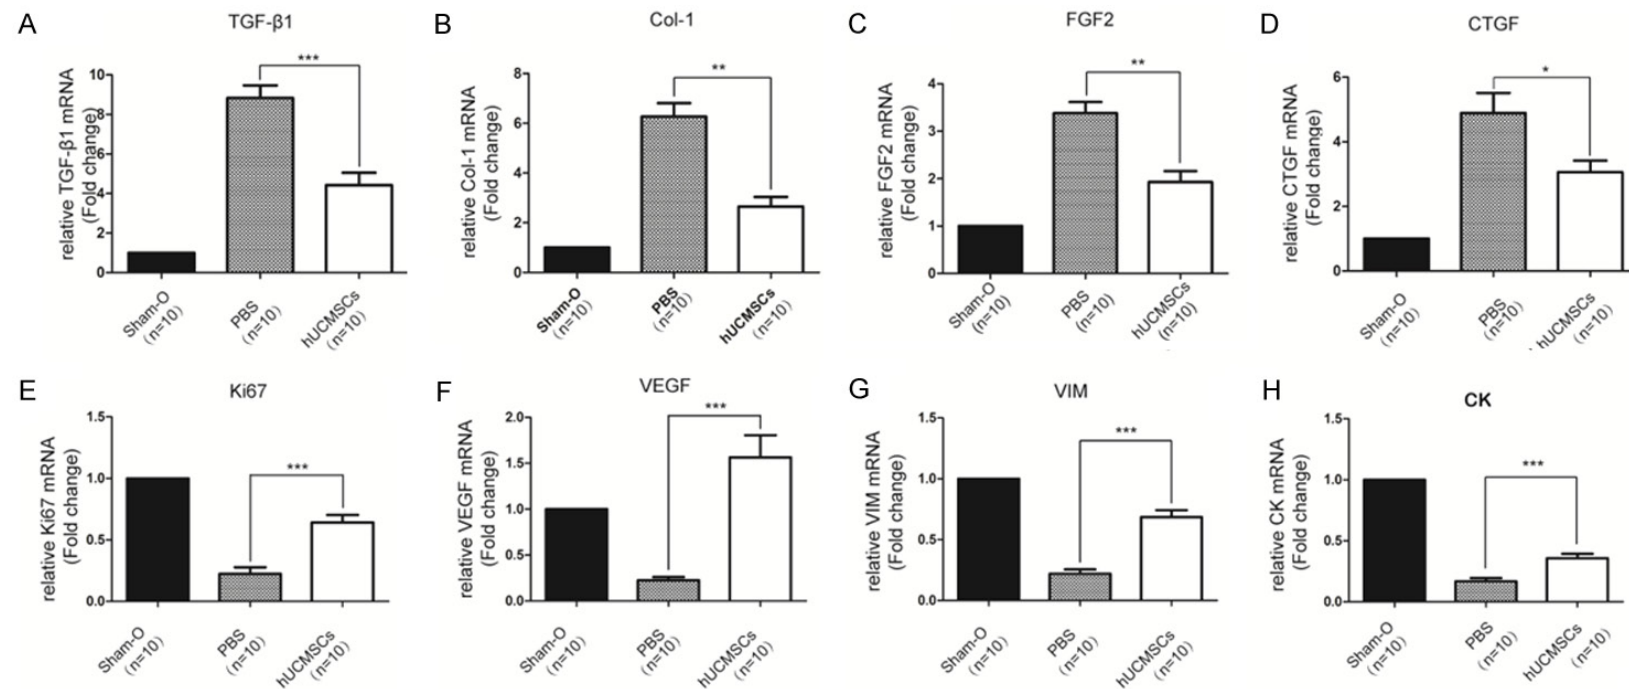 A
TGF-β1
relative TGF-β1 mRNA
(Fold change)
10
8
6
4
2
0
***
Sham-O
(n=10)
PBS
(n=10)
hUCMSCs
(n=10)
B
Col-1
relative Col-1 mRNA
(Fold change)
8
6
4
2
0
**
Sham-O
(n=10)
PBS
(n=10)
hUCMSCs
(n=10)
C
FGF2
relative FGF2 mRNA
(Fold change)
4
3
2
1
0
**
Sham-O
(n=10)
PBS
(n=10)
hUCMSCs
(n=10)
D
CTGF
relative CTGF mRNA
(Fold change)
6
4
2
0
*
Sham-O
(n=10)
PBS
(n=10)
hUCMSCs
(n=10)
E
Ki67
relative Ki67 mRNA
(Fold change)
1.5
1.0
0.5
0.0
***
Sham-O
(n=10)
PBS
(n=10)
hUCMSCs
(n=10)
F
VEGF
relative VEGF mRNA
(Fold change)
2.0
1.5
1.0
0.5
0.0
***
Sham-O
(n=10)
PBS
(n=10)
hUCMSCs
(n=10)
G
VIM
relative VIM mRNA
(Fold change)
1.5
1.0
0.5
0.0
***
Sham-O
(n=10)
PBS
(n=10)
hUCMSCs
(n=10)
H
CK
relative CK mRNA
(Fold change)
1.5
1.0
0.5
0.0
***
Sham-O
(n=10)
PBS
(n=10)
hUCMSCs
(n=10)